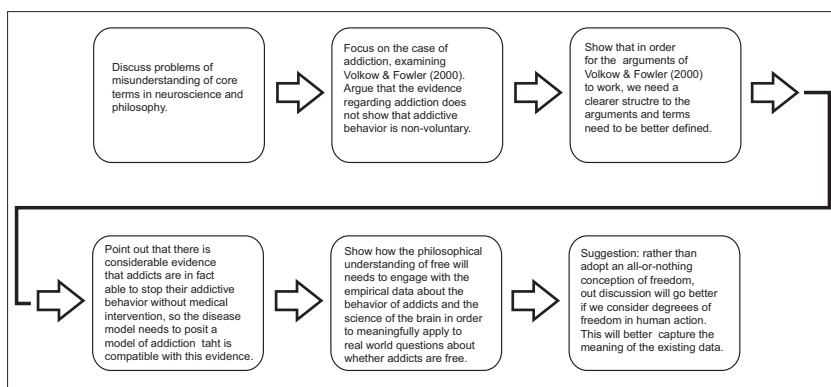 Discuss problems of
misunderstanding of core
terms in neuroscience and
philosophy.
Focus on the case of
addiction, examining
Volkow & Fowler (2000).
Argue that the evidence
regarding addiction does
not show that addictive
behavior is non-voluntary.
Show that in order
for the arguments of
Volkow & Fowler (2000)
to work, we need a
clearer structre to the
arguments and terms
need to be better defined.
Point out that there is
considerable evidence
that addicts are in fact
able to stop their addictive
behavior without medical
intervention, so the disease
model needs to posit a
model of addiction taht is
compatible with this evidence.
Show how the philosophical
understanding of free will
needs to engage with the
empirical data about the
behavior of addicts and the
science of the brain in order
to meaningfully apply to
real world questions about
whether addicts are free.
Suggestion: rather than
adopt an all-or-nothing
conception of freedom,
out discussion will go better
if we consider degreees of
freedom in human action.
This will better capture the
meaning of the existing data.